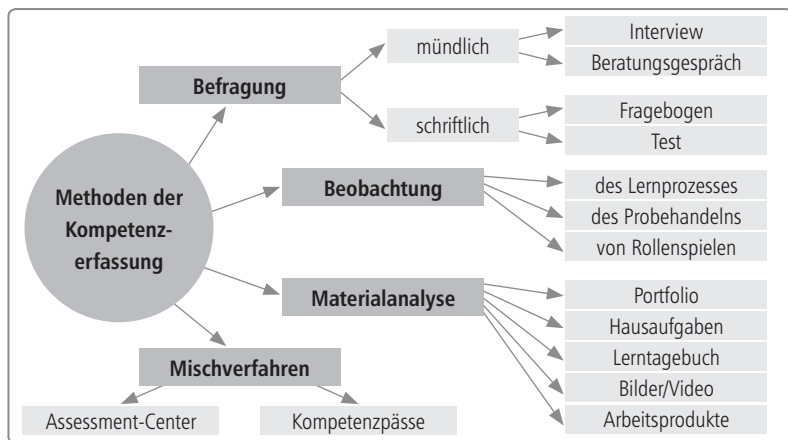 Methoden der
Kompetenz-
erfassung
Befragung
mündlich
Interview
Beratungsgespräch
schriftlich
Fragebogen
Test
Beobachtung
des Lernprozesses
des Probehandelns
von Rollenspielen
Materialanalyse
Portfolio
Hausaufgaben
Lerntagebuch
Bilder/Video
Arbeitsprodukte
Mischverfahren
Assessment-Center
Kompetenzpässe